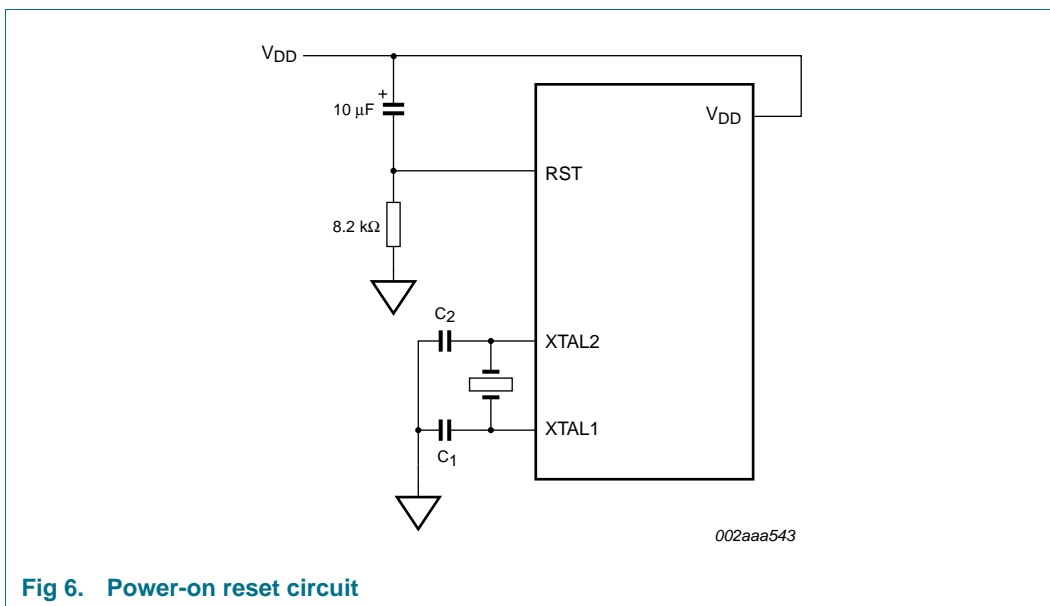 VDD
+
10 μF
VDD
RST
8.2 kΩ
C2
XTAL2
XTAL1
C1
002aaa543
Fig 6. Power-on reset circuit